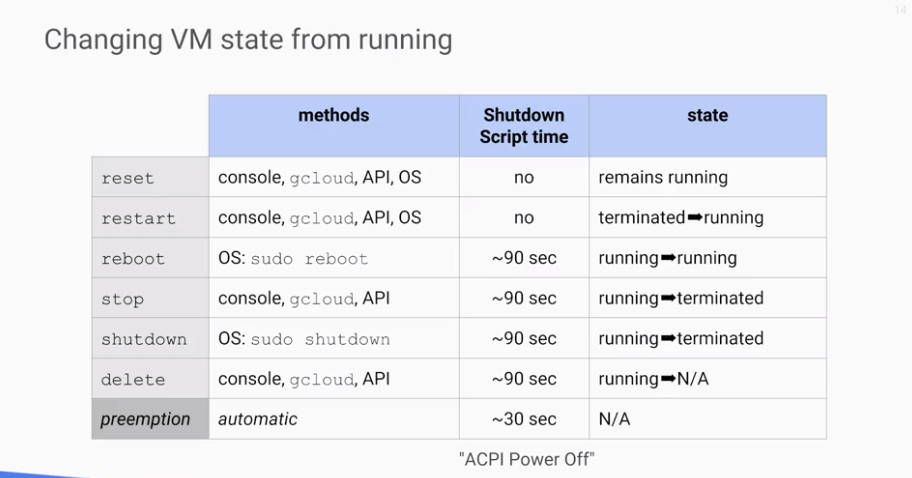 14
Changing VM state from running
methods Shutdown Script time state
reset console, gcloud, API, OS no remains running
restart console, gcloud, API, OS no terminated➡running
reboot OS: sudo reboot ~90 sec running➡running
stop console, gcloud, API ~90 sec running➡terminated
shutdown OS: sudo shutdown ~90 sec running➡terminated
delete console, gcloud, API ~90 sec running➡N/A
preemption automatic ~30 sec N/A
"ACPI Power Off"